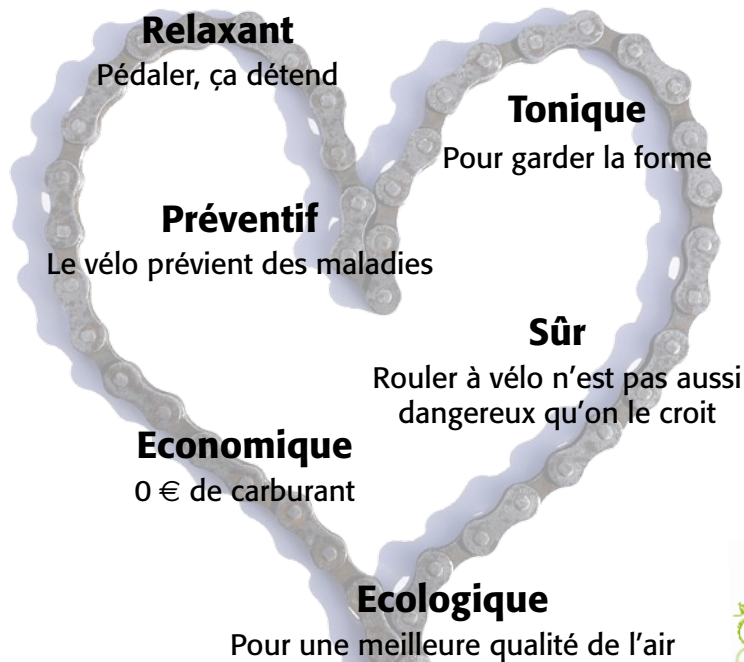 Relaxant
Pédaler, ça détend
Tonique
Pour garder la forme
Préventif
Le vélo prévient des maladies
Sûr
Rouler à vélo n’est pas aussi
dangereux qu’on le croit
Economique
0 € de carburant
Ecologique
Pour une meilleure qualité de l’air